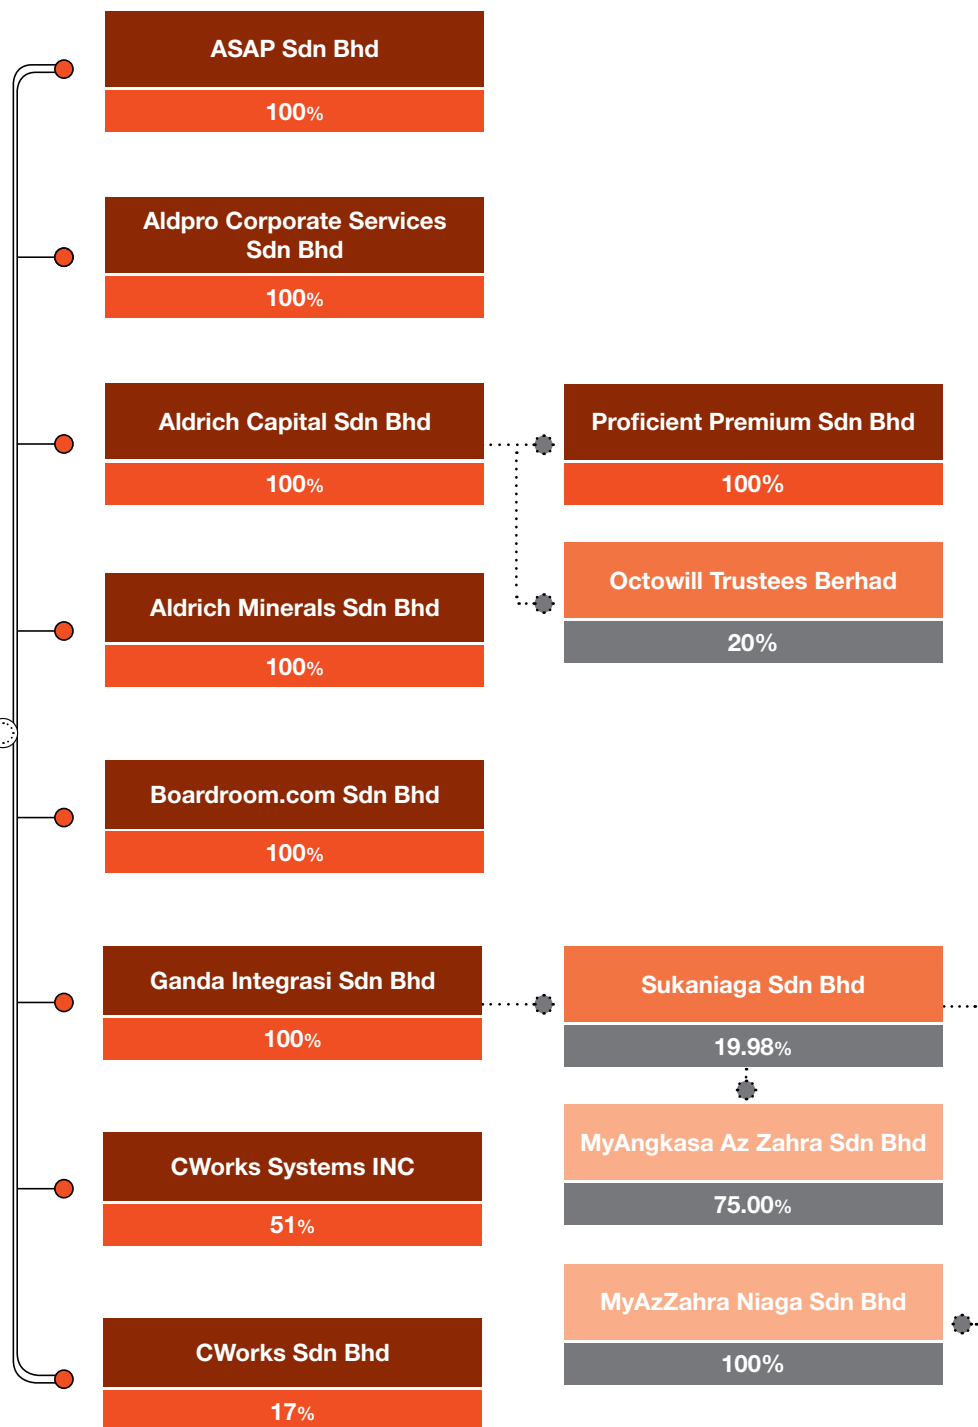 ASAP Sdn Bhd
100%
Aldpro Corporate Services
Sdn Bhd
100%
Aldrich Capital Sdn Bhd
100%
Proficient Premium Sdn Bhd
100%
Octowill Trustees Berhad
20%
Aldrich Minerals Sdn Bhd
100%
Boardroom.com Sdn Bhd
100%
Ganda Integrasi Sdn Bhd
100%
Sukaniaga Sdn Bhd
19.98%
MyAngkasa Az Zahra Sdn Bhd
75.00%
MyAzZahra Niaga Sdn Bhd
100%
CWorks Systems INC
51%
CWorks Sdn Bhd
17%